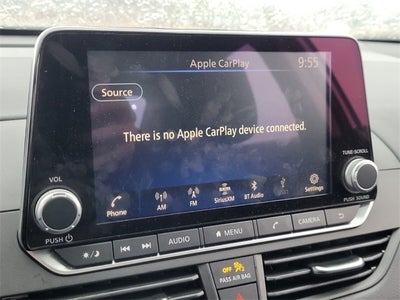 Apple CarPlay 9:55
Source
There is no Apple CarPlay device connected.
VOL
TUNE·SCROLL
Phone AM FM SiriusXM BT Audio Settings
PUSH PUSH SOUND
AUDIO MENU CAMERA
OFF
PASS AIR BAG